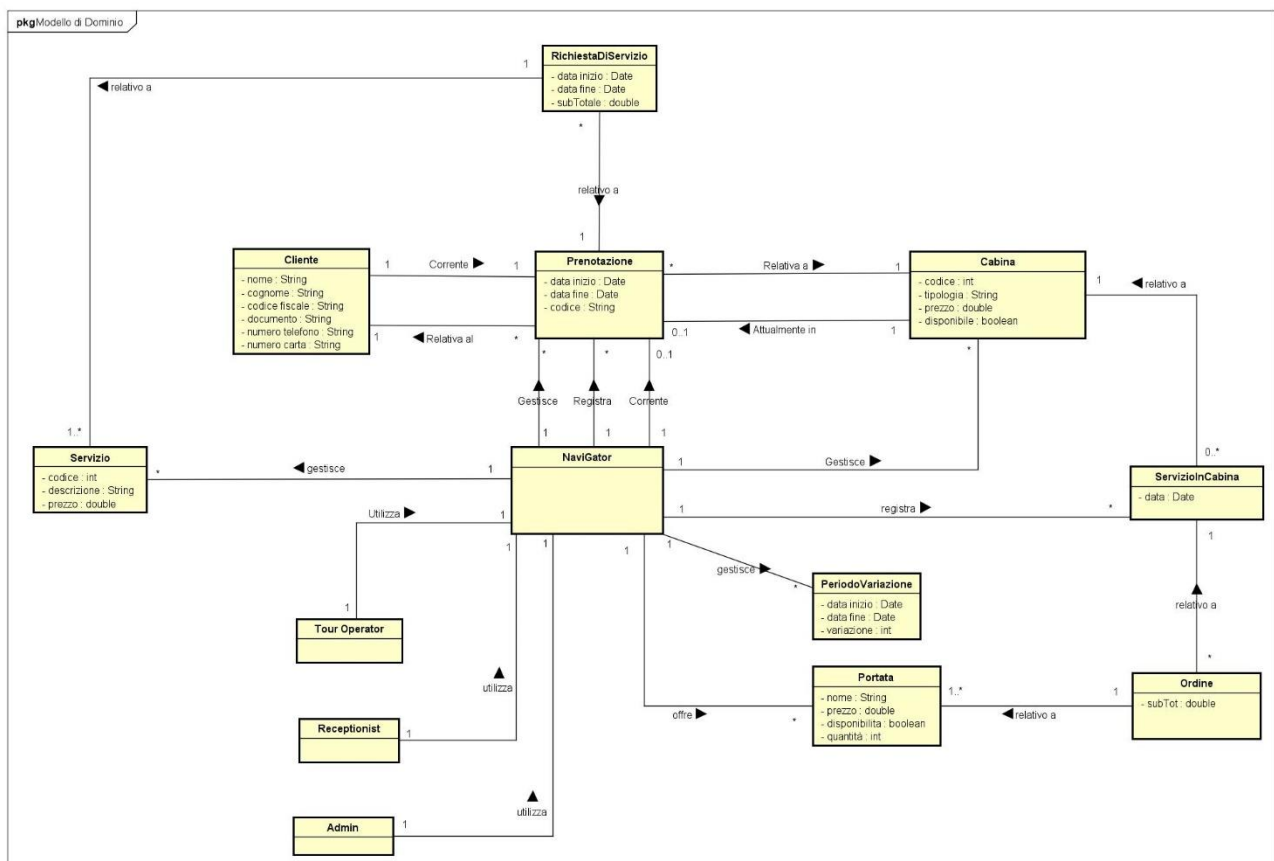 pkg Modello di Dominio
RichiestaDiServizio
- data inizio : Date
- data fine : Date
- subTotale : double
1
◀ relativo a
*
relativo a
1
Cliente
- nome : String
- cognome : String
- codice fiscale : String
- documento : String
- numero telefono : String
- numero carta : String
1 Corrente ▶ 1
1 ◀ Relativa al *
Prenotazione
- data inizio : Date
- data fine : Date
- codice : String
* Relativa a ▶ 1
0..1 ◀ Attualmente in 1
Cabina
- codice : int
- tipologia : String
- prezzo : double
- disponibile : boolean
1
◀ relativo a
*
* * 0..1
Gestisce Registra Corrente
1 1 1
1..*
Servizio
- codice : int
- descrizione : String
- prezzo : double
* ◀ gestisce 1
NaviGator
1 Gestisce ▶
0..*
ServizioInCabina
- data : Date
1 registra ▶ *
Utilizza ▶ 1
1 1 1 1
1
gestisce ▶
*
PeriodoVariazione
- data inizio : Date
- data fine : Date
- variazione : int
relativo a
*
1
Tour Operator
utilizza
Portata
- nome : String
- prezzo : double
- disponibilita : boolean
- quantità : int
offre ▶ *
1..* ◀ relativo a 1
Ordine
- subTot : double
Receptionist
1
utilizza
Admin
1